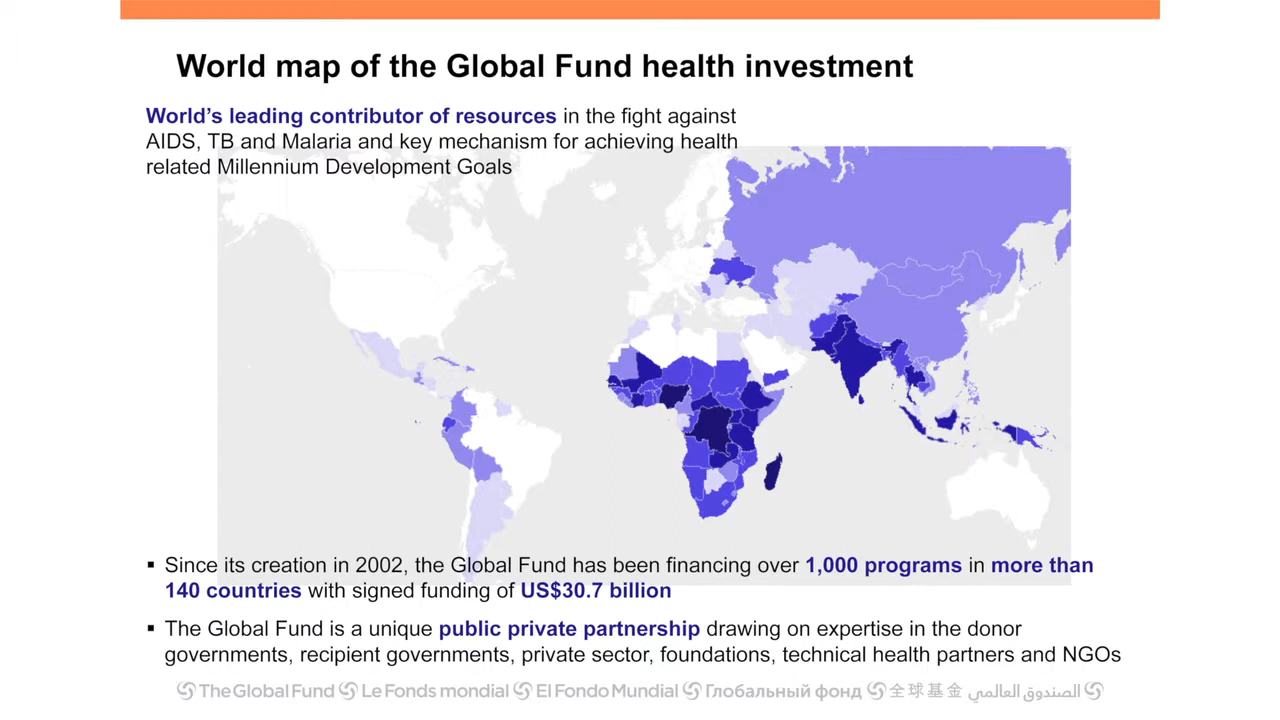 World map of the Global Fund health investment
World’s leading contributor of resources in the fight against
AIDS, TB and Malaria and key mechanism for achieving health
related Millennium Development Goals
▪ Since its creation in 2002, the Global Fund has been financing over 1,000 programs in more than
140 countries with signed funding of US$30.7 billion
▪ The Global Fund is a unique public private partnership drawing on expertise in the donor
governments, recipient governments, private sector, foundations, technical health partners and NGOs
The Global Fund Le Fonds mondial El Fondo Mundial Глобальный фонд 全球基金 الصندوق العالمي